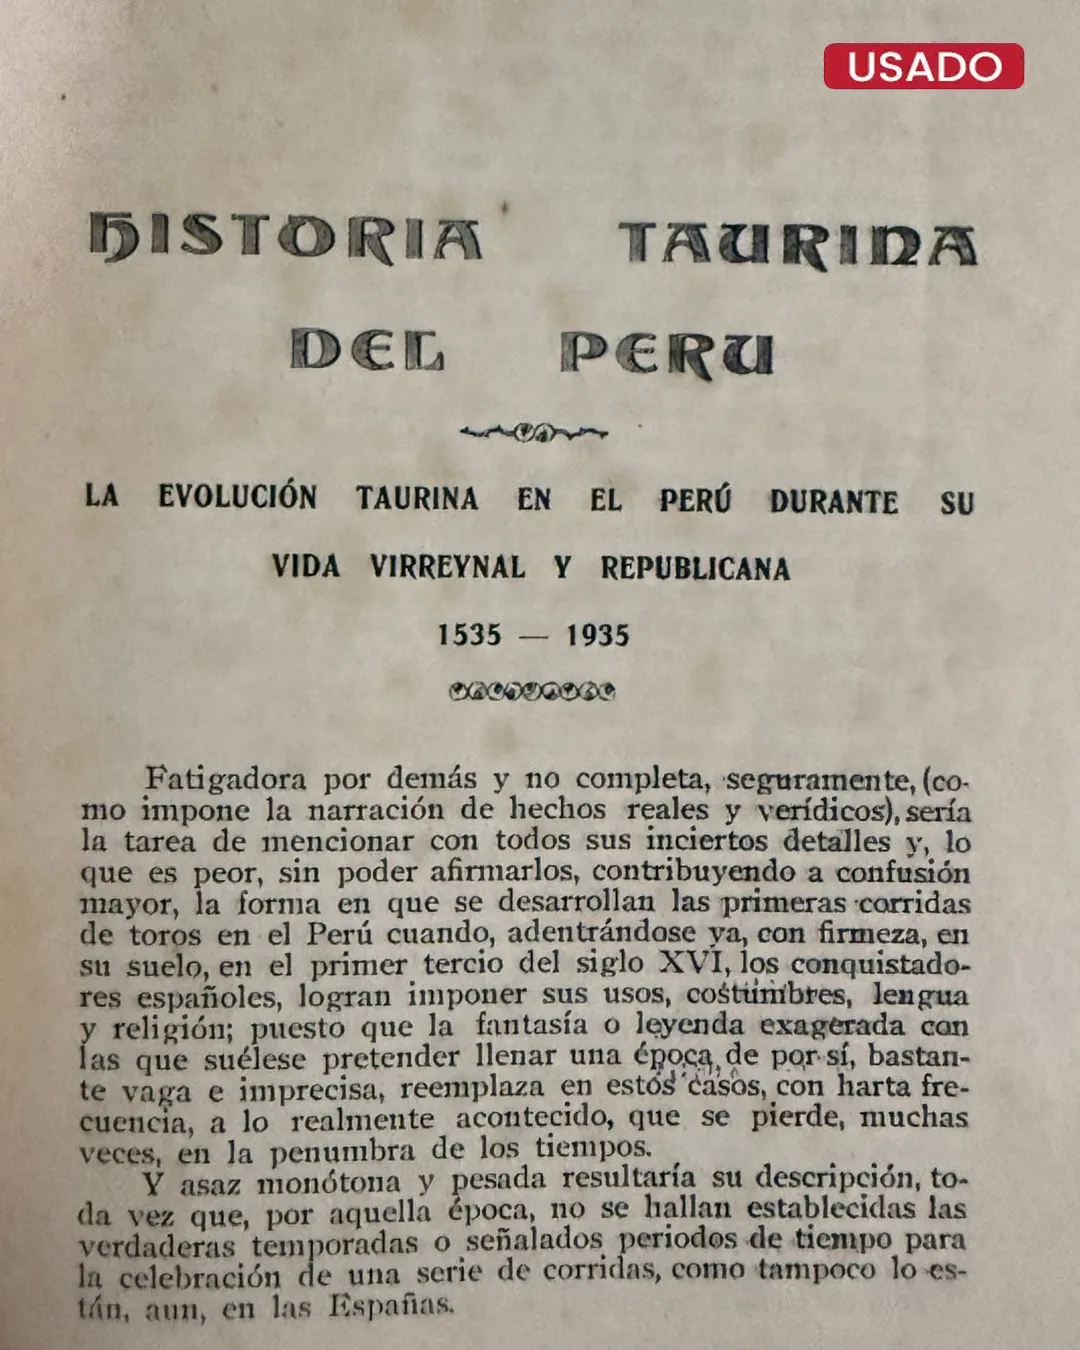 USADO
HISTORIA TAURINA
DEL PERU
LA EVOLUCIÓN TAURINA EN EL PERÚ DURANTE SU
VIDA VIRREYNAL Y REPUBLICANA
1535 — 1935
Fatigadora por demás y no completa, seguramente, (co-
mo impone la narración de hechos reales y verídicos), sería
la tarea de mencionar con todos sus inciertos detalles y, lo
que es peor, sin poder afirmarlos, contribuyendo a confusión
mayor, la forma en que se desarrollan las primeras corridas
de toros en el Perú cuando, adentrándose ya, con firmeza, en
su suelo, en el primer tercio del siglo XVI, los conquistado-
res españoles, logran imponer sus usos, costumbres, lengua
y religión; puesto que la fantasía o leyenda exagerada con
las que suélese pretender llenar una época, de por sí, bastan-
te vaga e imprecisa, reemplaza en estos casos, con harta fre-
cuencia, a lo realmente acontecido, que se pierde, muchas
veces, en la penumbra de los tiempos.
Y asaz monótona y pesada resultaría su descripción, to-
da vez que, por aquella época, no se hallan establecidas las
verdaderas temporadas o señalados periodos de tiempo para
la celebración de una serie de corridas, como tampoco lo es-
tán, aun, en las Españas.